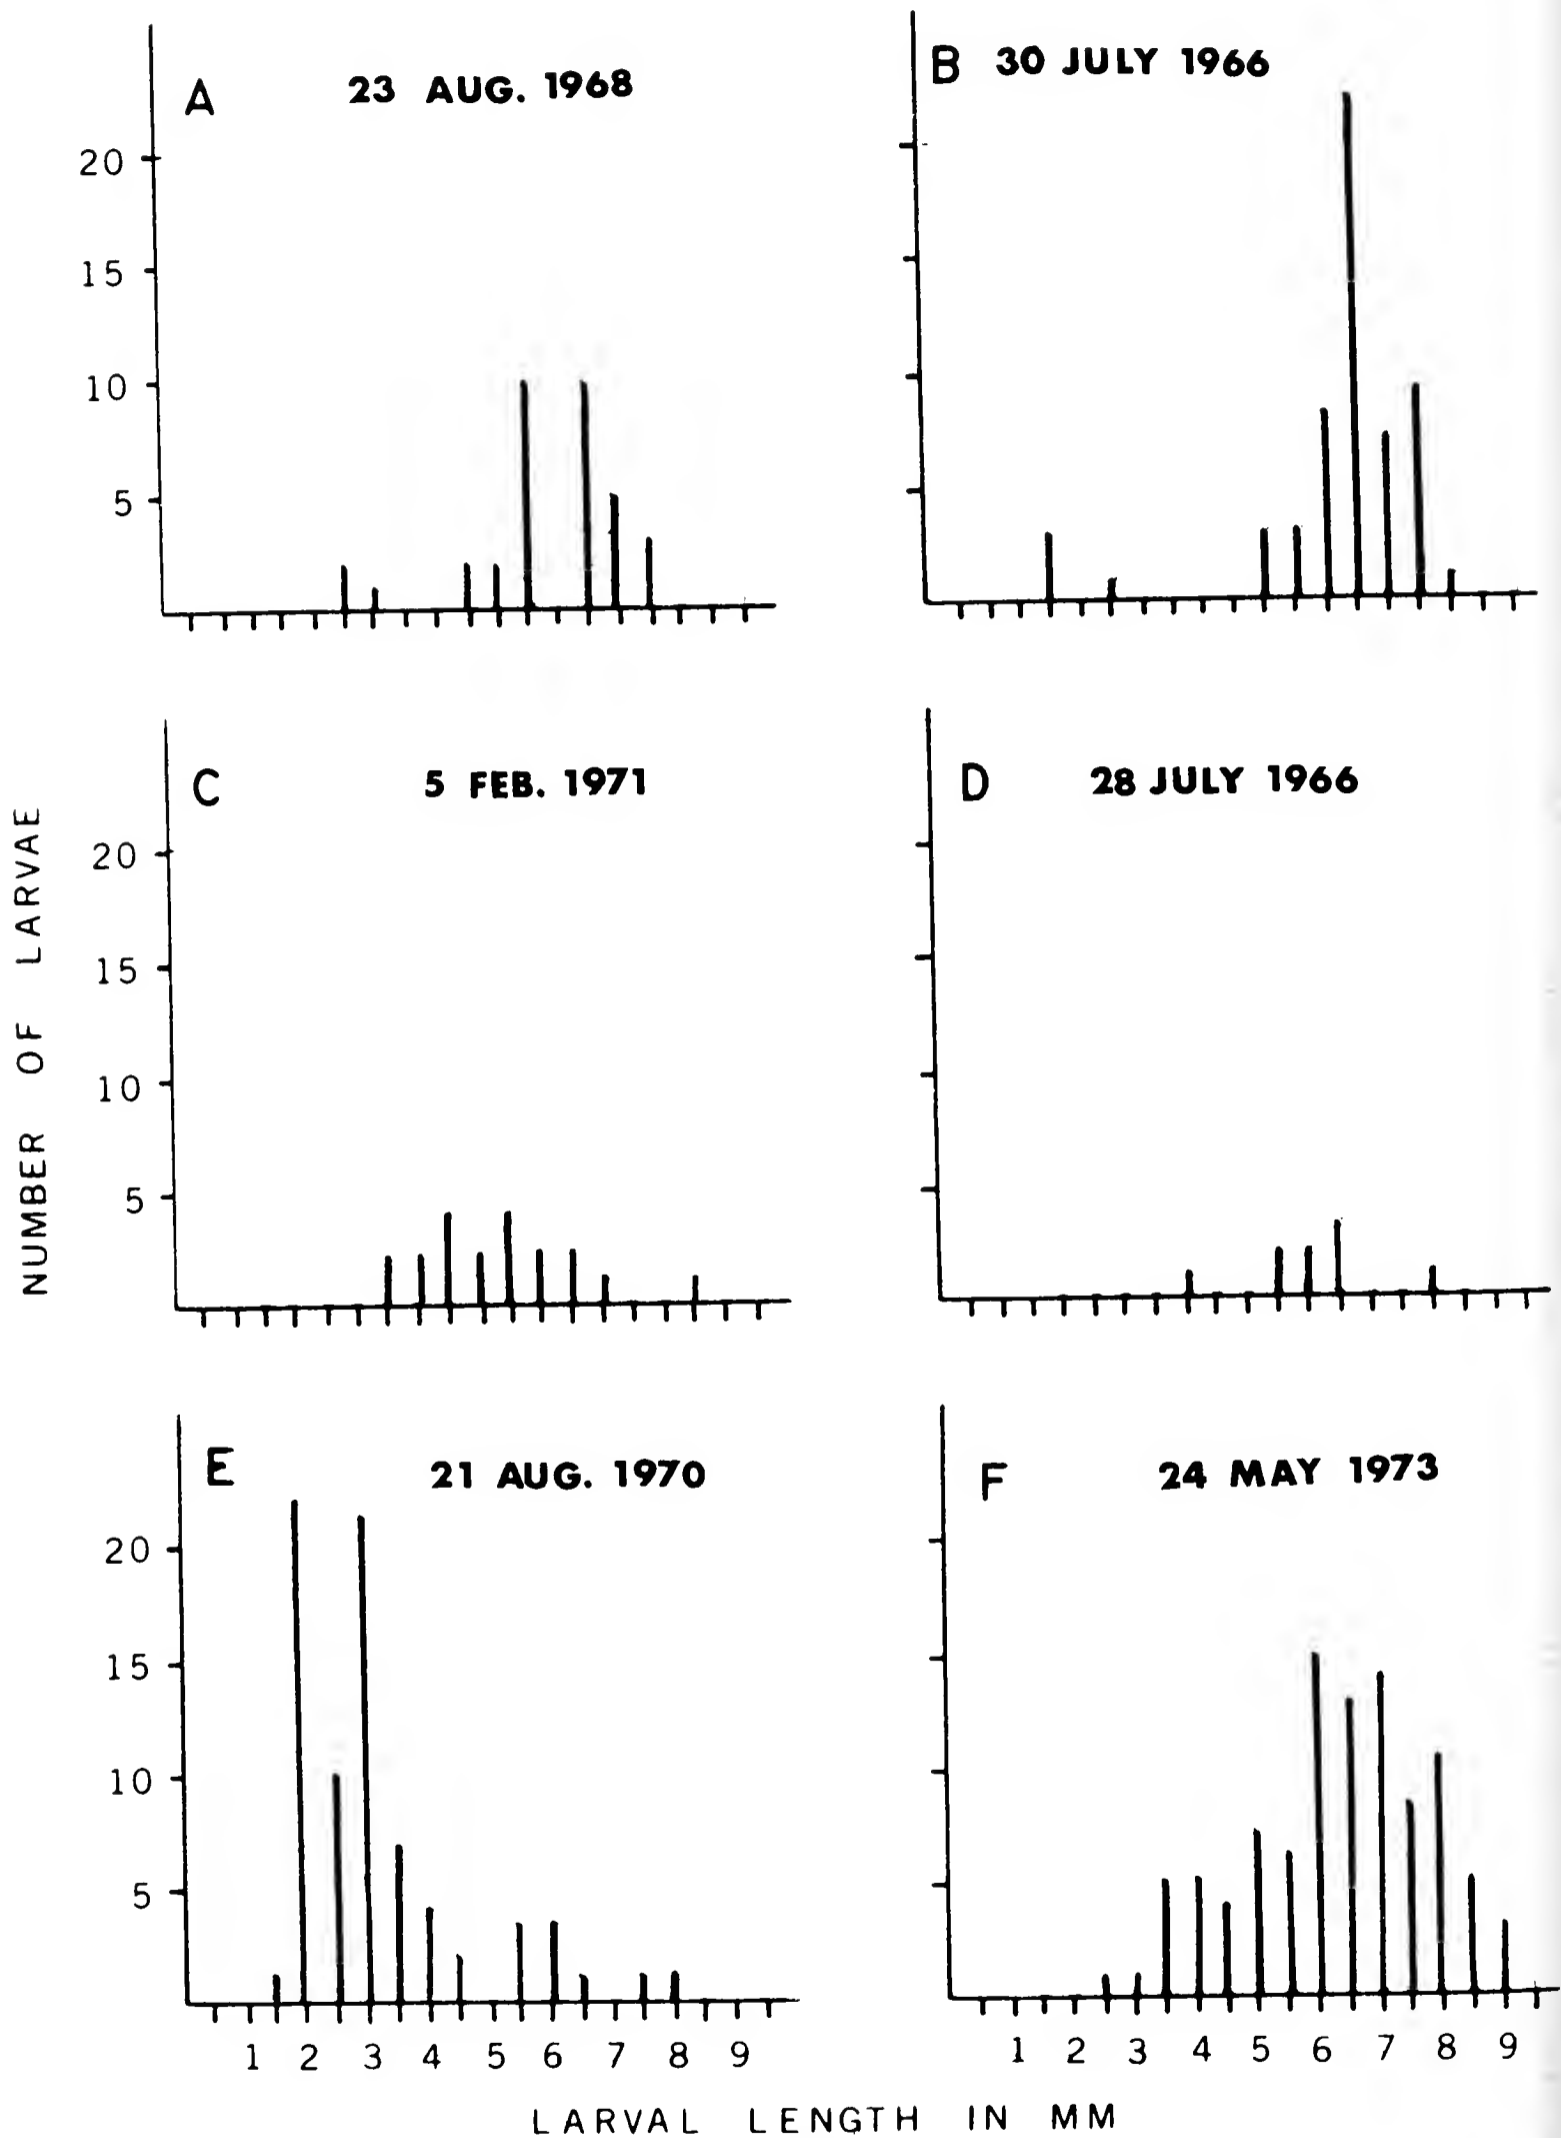 A 23 AUG. 1968
20
15
10
5
B 30 JULY 1966
C 5 FEB. 1971
20
15
10
5
D 28 JULY 1966
E 21 AUG. 1970
20
15
10
5
1 2 3 4 5 6 7 8 9
F 24 MAY 1973
1 2 3 4 5 6 7 8 9
NUMBER OF LARVAE
LARVAL LENGTH IN MM